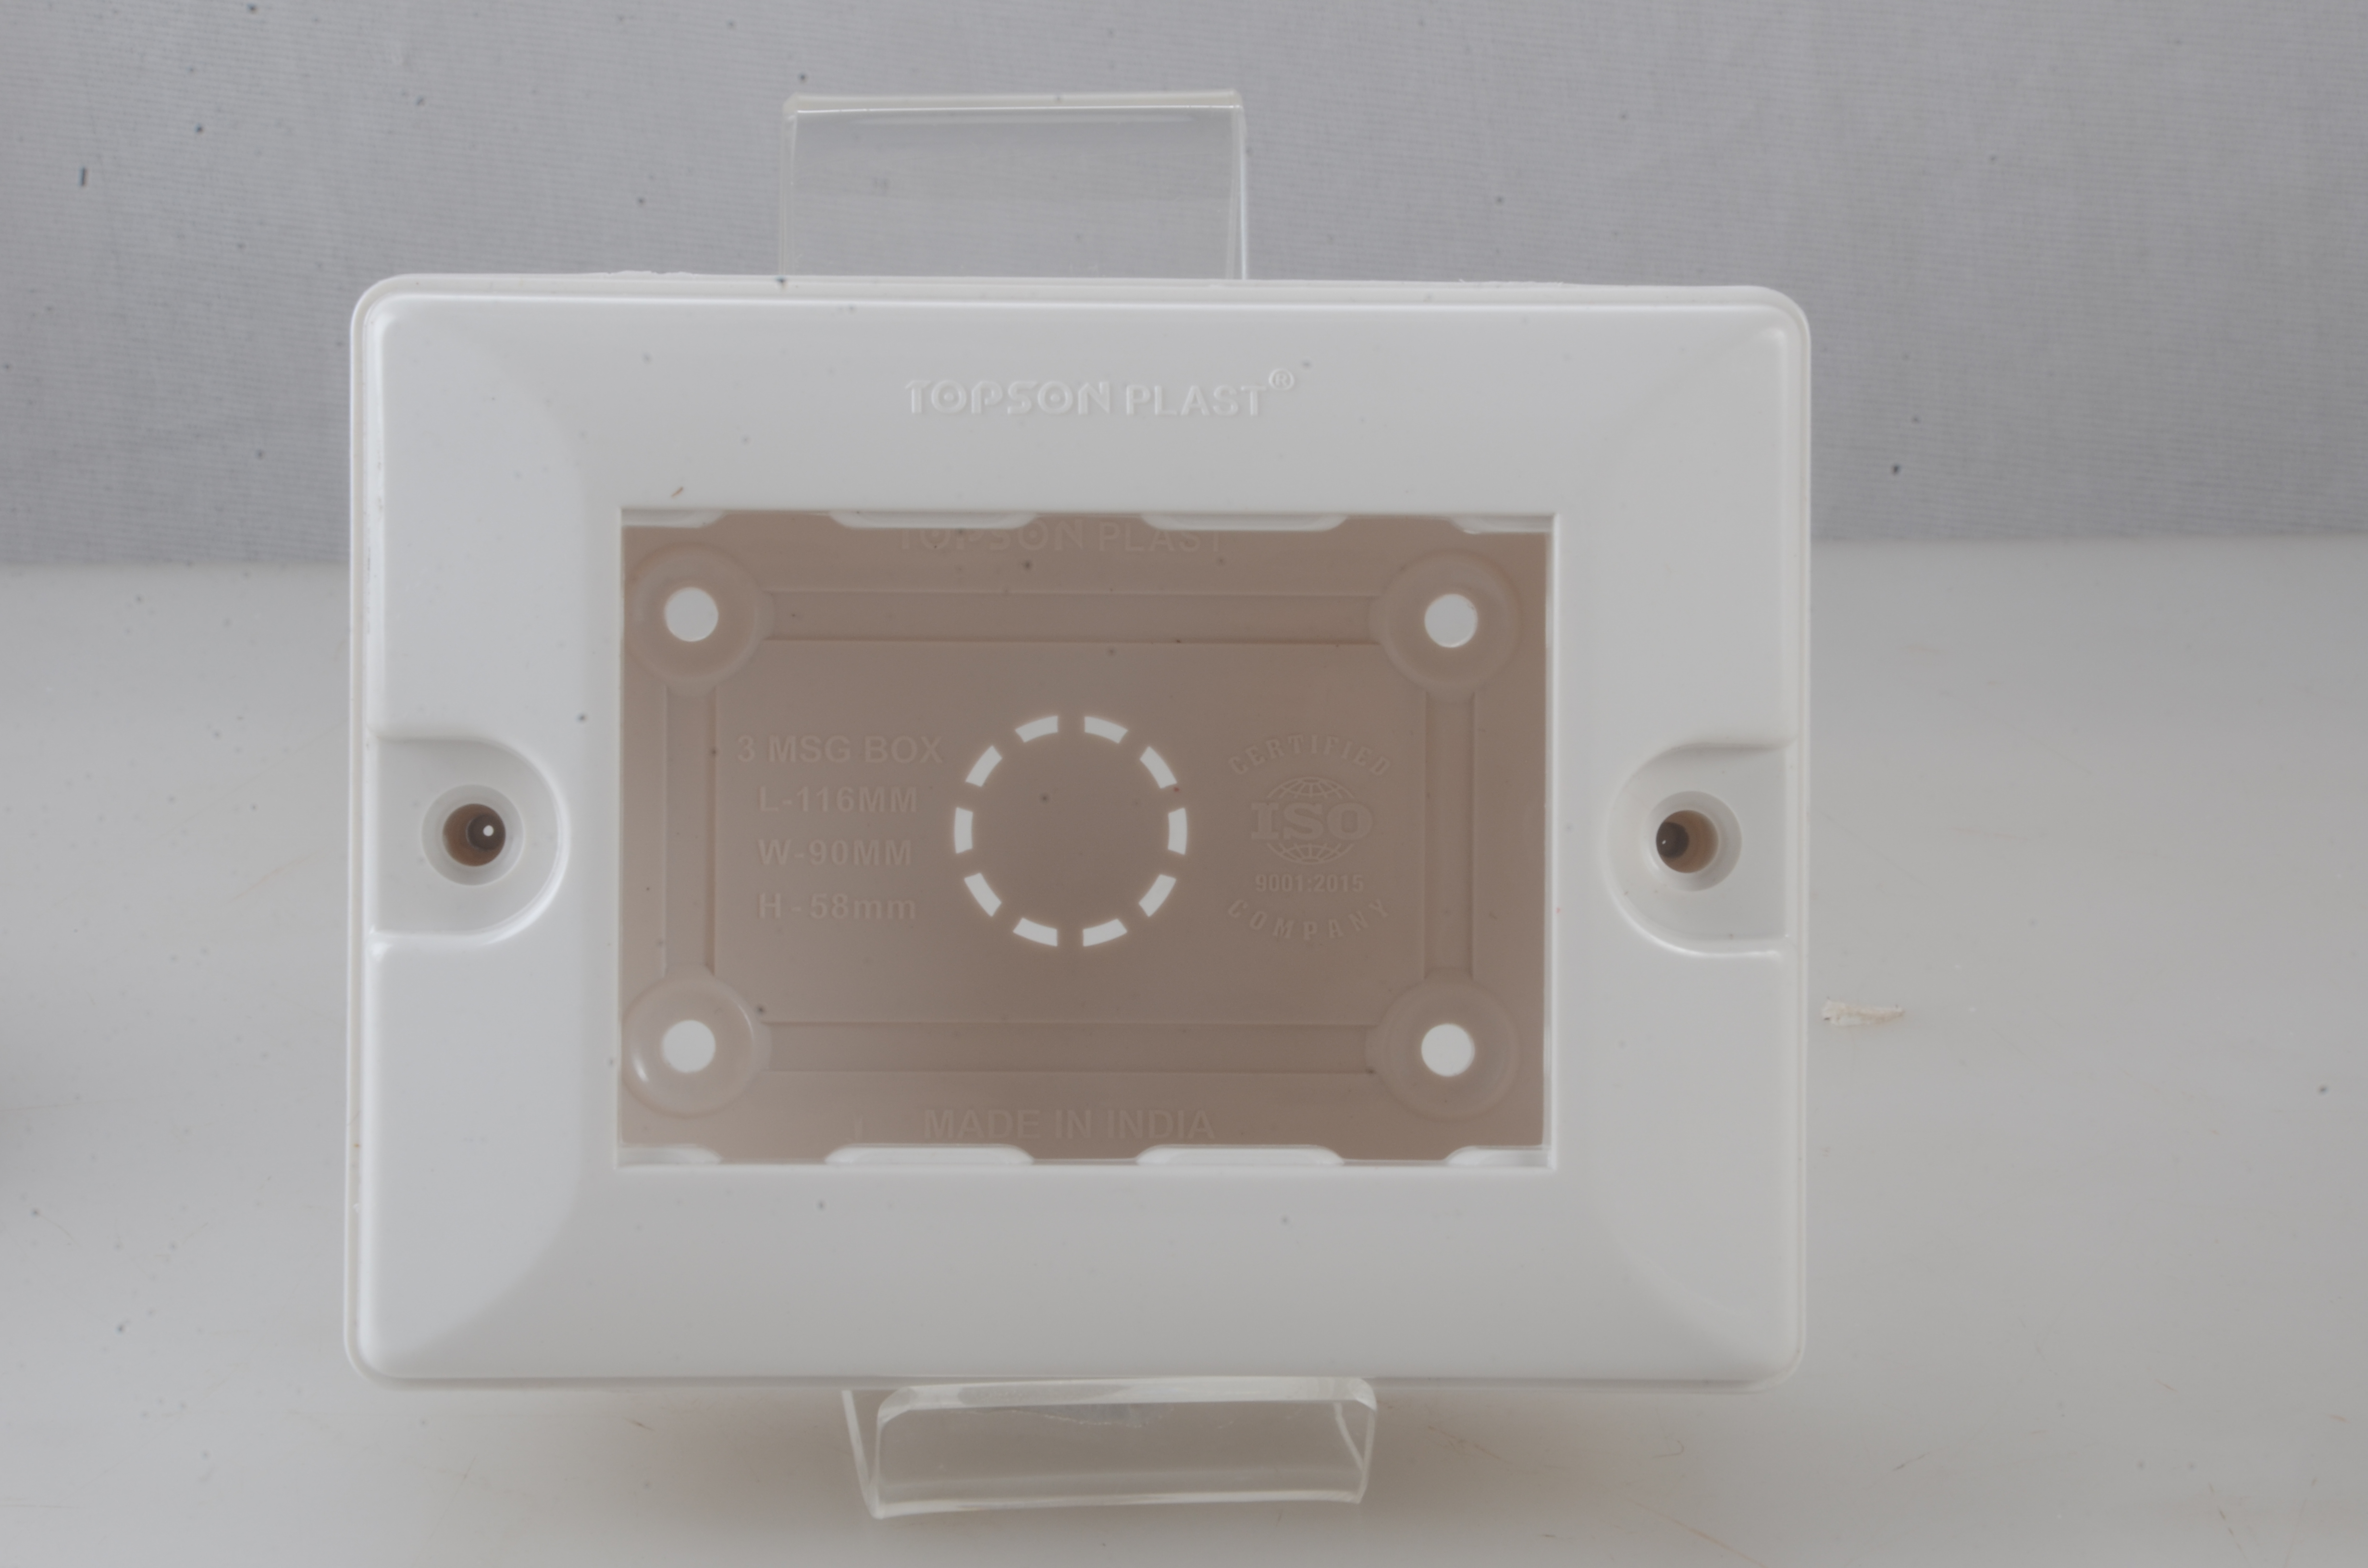 TOPSON PLAST®
TOPSON PLAST
3 MSG BOX
L-116MM
W-90MM
H-58mm
CERTIFIED
ISO
9001:2015
COMPANY
MADE IN INDIA